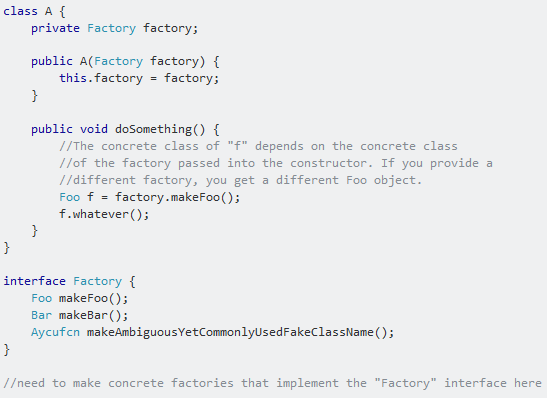 class A {
    private Factory factory;

    public A(Factory factory) {
        this.factory = factory;
    }

    public void doSomething() {
        //The concrete class of "f" depends on the concrete class
        //of the factory passed into the constructor. If you provide a
        //different factory, you get a different Foo object.
        Foo f = factory.makeFoo();
        f.whatever();
    }
}

interface Factory {
    Foo makeFoo();
    Bar makeBar();
    Aycufcn makeAmbiguousYetCommonlyUsedFakeClassName();
}

//need to make concrete factories that implement the "Factory" interface here